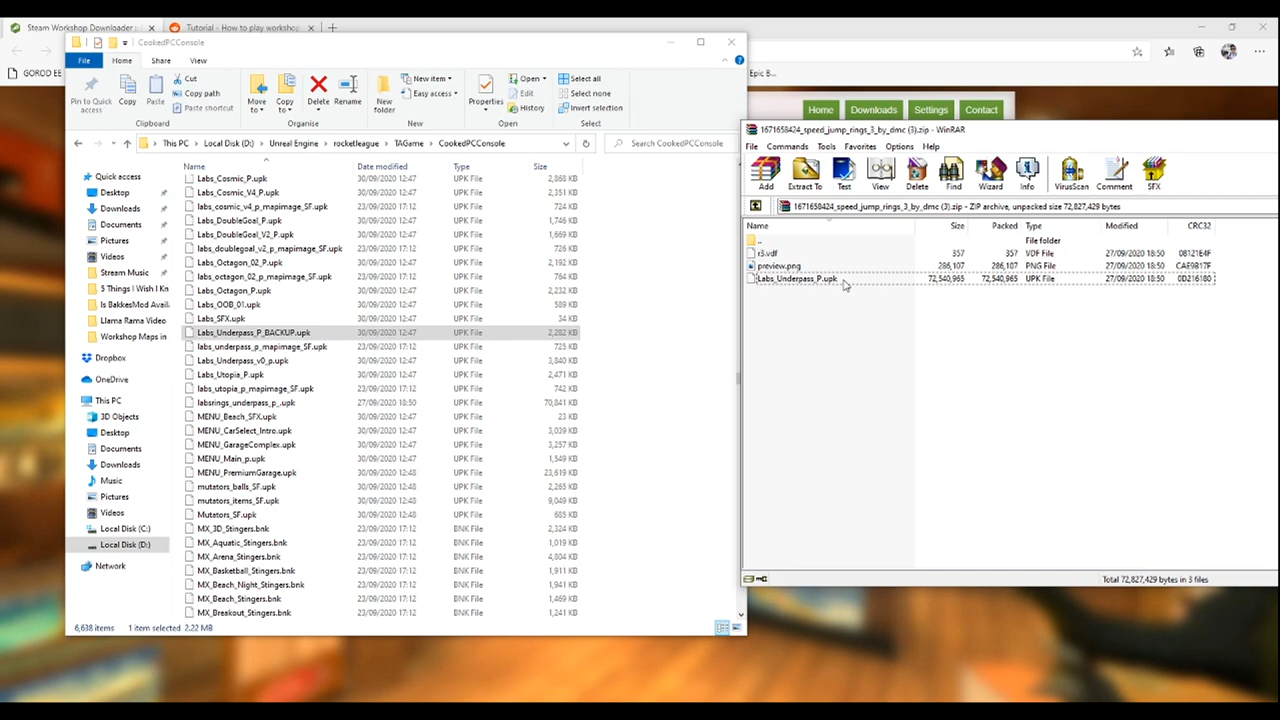 Steam Workshop Downloader :
Tutorial - How to play worksho
CookedPCConsole
File Home Share View
GOROD EE
Epic B...
Pin to Quick access
Copy
Paste
Cut
Copy path
Paste shortcut
Move to
Copy to
Delete
Rename
New folder
New item
Easy access
Properties
Open
Edit
History
Select all
Select none
Invert selection
Clipboard Organise New Open Select
This PC > Local Disk (D:) > Unreal Engine > rocketleague > TAGame > CookedPCConsole
Search CookedPCConsole
Quick access
Desktop
Downloads
Documents
Pictures
Videos
Stream Music
5 Things I Wish I Kn
Is BakkesMod Avail
Llama Rama Video
Workshop Maps in
Dropbox
OneDrive
This PC
3D Objects
Desktop
Documents
Downloads
Music
Pictures
Videos
Local Disk (C:)
Local Disk (D:)
Network
Name Date modified Type Size
Labs_Cosmic_P.upk 30/09/2020 12:47 UPK File 2,868 KB
Labs_Cosmic_V4_P.upk 30/09/2020 12:47 UPK File 2,351 KB
labs_cosmic_v4_p_mapimage_SF.upk 23/09/2020 17:12 UPK File 724 KB
Labs_DoubleGoal_P.upk 30/09/2020 12:47 UPK File 1,746 KB
Labs_DoubleGoal_V2_P.upk 30/09/2020 12:47 UPK File 1,669 KB
labs_doublegoal_v2_p_mapimage_SF.upk 23/09/2020 17:12 UPK File 726 KB
Labs_Octagon_02_P.upk 30/09/2020 12:47 UPK File 2,192 KB
labs_octagon_02_p_mapimage_SF.upk 23/09/2020 17:12 UPK File 764 KB
Labs_Octagon_P.upk 30/09/2020 12:47 UPK File 2,231 KB
Labs_OOB_01.upk 30/09/2020 12:47 UPK File 589 KB
Labs_SFX.upk 30/09/2020 12:47 UPK File 34 KB
Labs_Underpass_P_BACKUP.upk 30/09/2020 12:47 UPK File 2,282 KB
labs_underpass_p_mapimage_SF.upk 23/09/2020 17:12 UPK File 725 KB
Labs_Underpass_v0_p.upk 30/09/2020 12:47 UPK File 3,840 KB
Labs_Utopia_P.upk 30/09/2020 12:47 UPK File 2,471 KB
labs_utopia_p_mapimage_SF.upk 23/09/2020 17:12 UPK File 742 KB
labsrings_underpass_p_.upk 27/09/2020 18:50 UPK File 70,841 KB
MENU_Beach_SFX.upk 30/09/2020 12:47 UPK File 23 KB
MENU_CarSelect_Intro.upk 30/09/2020 12:47 UPK File 3,039 KB
MENU_GarageComplex.upk 30/09/2020 12:47 UPK File 3,257 KB
MENU_Main_p.upk 30/09/2020 12:47 UPK File 1,549 KB
MENU_PremiumGarage.upk 30/09/2020 12:47 UPK File 23,619 KB
mutators_balls_SF.upk 30/09/2020 12:48 UPK File 2,265 KB
mutators_items_SF.upk 30/09/2020 12:48 UPK File 9,049 KB
Mutators_SF.upk 30/09/2020 12:48 UPK File 685 KB
MX_3D_Stingers.bnk 23/09/2020 17:12 BNK File 2,324 KB
MX_Aquatic_Stingers.bnk 23/09/2020 17:12 BNK File 1,019 KB
MX_Arena_Stingers.bnk 23/09/2020 17:12 BNK File 4,804 KB
MX_Basketball_Stingers.bnk 23/09/2020 17:12 BNK File 1,911 KB
MX_Beach_Night_Stingers.bnk 23/09/2020 17:12 BNK File 1,941 KB
MX_Beach_Stingers.bnk 23/09/2020 17:12 BNK File 1,469 KB
MX_Breakout_Stingers.bnk 23/09/2020 17:12 BNK File 1,241 KB
6,638 items 1 item selected 2.22 MB
Home Downloads Settings Contact
1671658424_speed_jump_rings_3_by_dmc (3).zip - WinRAR
File Commands Tools Favorites Options Help
Add Extract To Test View Delete Find Wizard Info VirusScan Comment SFX
1671658424_speed_jump_rings_3_by_dmc (3).zip - ZIP archive, unpacked size 72,827,429 bytes
Name Size Packed Type Modified CRC32
.. File folder
r3.vdf 357 357 VDF File 27/09/2020 18:50 08121E4F
preview.png 286,107 286,107 PNG File 27/09/2020 18:50 CAE9817F
Labs_Underpass_P.upk 72,540,965 72,540,965 UPK File 27/09/2020 18:50 0D216180
Total 72,827,429 bytes in 3 files